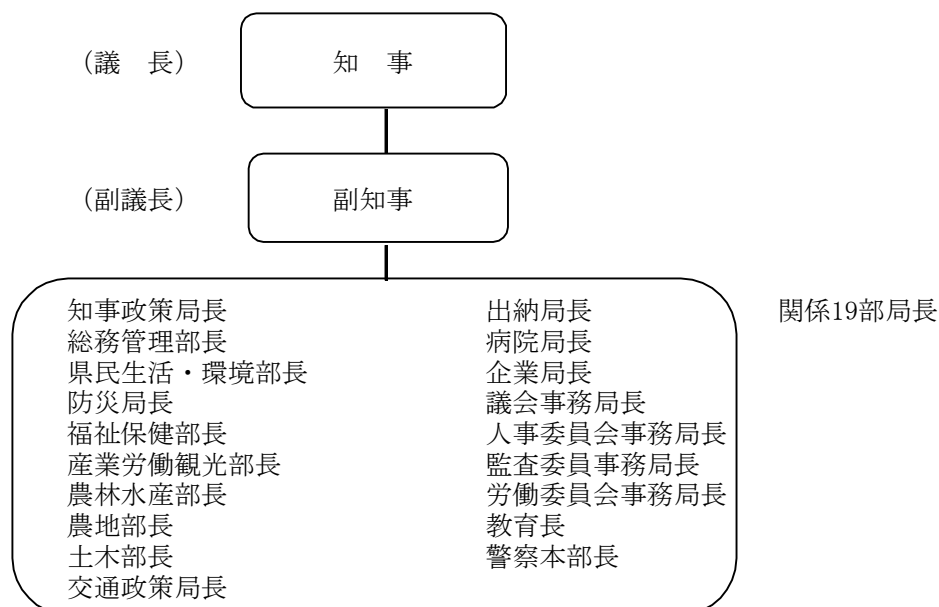 (議　長)
知　事
(副議長)
副知事
知事政策局長
総務管理部長
県民生活・環境部長
防災局長
福祉保健部長
産業労働観光部長
農林水産部長
農地部長
土木部長
交通政策局長
出納局長
病院局長
企業局長
議会事務局長
人事委員会事務局長
監査委員事務局長
労働委員会事務局長
教育長
警察本部長
関係19部局長